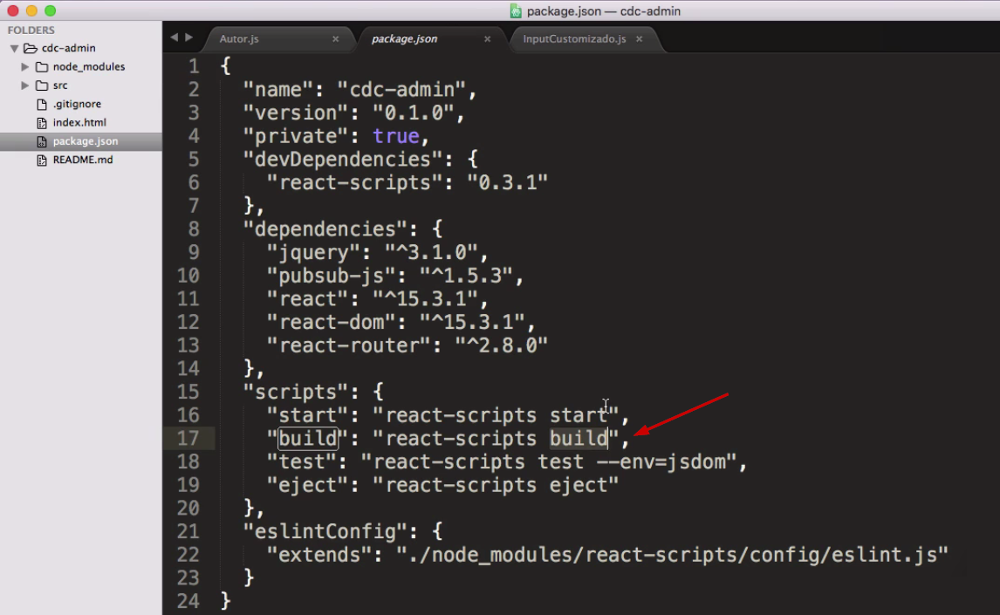 package.json — cdc-admin
FOLDERS
cdc-admin
node_modules
src
.gitignore
index.html
package.json
README.md
Autor.js × package.json × InputCustomizado.js ×
1 {
2 "name": "cdc-admin",
3 "version": "0.1.0",
4 "private": true,
5 "devDependencies": {
6 "react-scripts": "0.3.1"
7 },
8 "dependencies": {
9 "jquery": "^3.1.0",
10 "pubsub-js": "^1.5.3",
11 "react": "^15.3.1",
12 "react-dom": "^15.3.1",
13 "react-router": "^2.8.0"
14 },
15 "scripts": {
16 "start": "react-scripts start",
17 "build": "react-scripts build",
18 "test": "react-scripts test --env=jsdom",
19 "eject": "react-scripts eject"
20 },
21 "eslintConfig": {
22 "extends": "./node_modules/react-scripts/config/eslint.js"
23 }
24 }